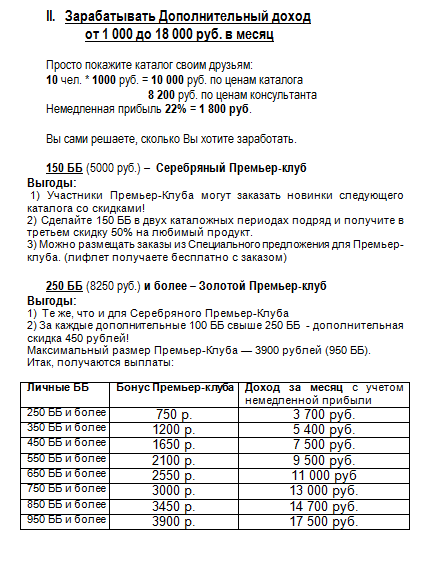 II. Зарабатывать Дополнительный доход
от 1 000 до 18 000 руб. в месяц
Просто покажите каталог своим друзьям:
10 чел. * 1000 руб. = 10 000 руб. по ценам каталога
8 200 руб. по ценам консультанта
Немедленная прибыль 22% = 1 800 руб.
Вы сами решаете, сколько Вы хотите заработать.
150 ББ (5000 руб.) – Серебряный Премьер-клуб
Выгоды:
1) Участники Премьер-Клуба могут заказать новинки следующего
каталога со скидками!
2) Сделайте 150 ББ в двух каталожных периодах подряд и получите в
третьем скидку 50% на любимый продукт.
3) Можно размещать заказы из Специального предложения для Премьер-
клуба. (лифлет получаете бесплатно с заказом)
250 ББ (8250 руб.) и более – Золотой Премьер-клуб
Выгоды:
1) Те же, что и для Серебряного Премьер-Клуба
2) За каждые дополнительные 100 ББ свыше 250 ББ - дополнительная
скидка 450 рублей!
Максимальный размер Премьер-Клуба — 3900 рублей (950 ББ).
Итак, получаются выплаты:
Личные ББ Бонус Премьер-клуба Доход за месяц с учетом
немедленной прибыли
250 ББ и более 750 р. 3 700 руб.
350 ББ и более 1200 р. 5 400 руб.
450 ББ и более 1650 р. 7 500 руб.
550 ББ и более 2100 р. 9 500 руб.
650 ББ и более 2550 р. 11 000 руб
750 ББ и более 3000 р. 13 000 руб.
850 ББ и более 3450 р. 14 700 руб.
950 ББ и более 3900 р. 17 500 руб.